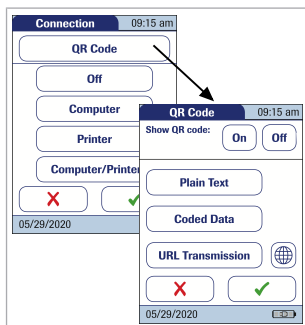 Connection 09:15 am
QR Code
Off
Computer
Printer
Computer/Printer
05/29/2020
QR Code 09:15 am
Show QR code: On Off
Plain Text
Coded Data
URL Transmission
05/29/2020